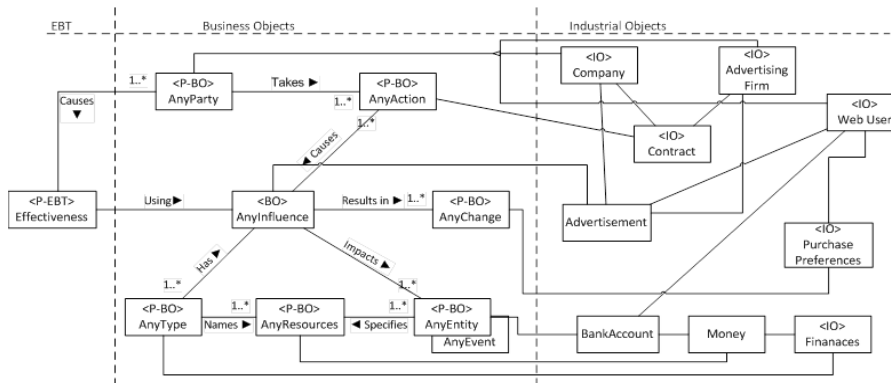 EBT
Business Objects
Industrial Objects
1..*
<P-BO>
AnyParty
Takes ►
1..*
<P-BO>
AnyAction
1..*
<IO>
Company
<IO>
Advertising
Firm
<IO>
Web User
<IO>
Contract
Causes
▼
◄ Causes
<P-EBT>
Effectiveness
Using►
<BO>
AnyInfluence
Results in ►
1..*
<P-BO>
AnyChange
Advertisement
<IO>
Purchase
Preferences
Has ►
Impacts ►
1..*
<P-BO>
AnyType
1..*
Names ►
<P-BO>
AnyResources
1..*
◄ Specifies
1..*
<P-BO>
AnyEntity
AnyEvent
BankAccount
Money
<IO>
Finanaces